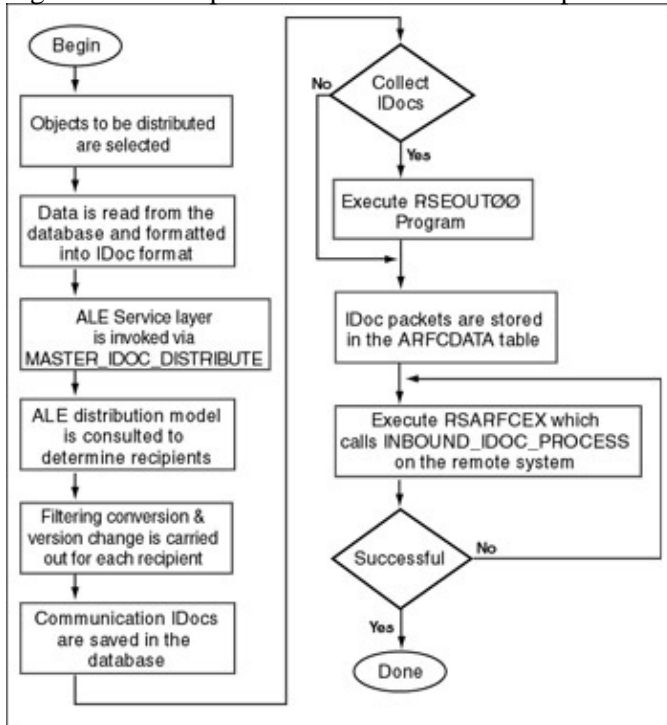 Begin
Objects to be distributed
are selected
Data is read from the
database and formatted
into IDoc format
ALE Service layer
is invoked via
MASTER_IDOC_DISTRIBUTE
ALE distribution model
is consulted to
determine recipients
Filtering conversion &
version change is carried
out for each recipient
Communication IDocs
are saved in the
database
Collect
IDocs
No
Yes
Execute RSEOUTØØ
Program
IDoc packets are stored
in the ARFCDATA table
Execute RSARFCEX which
calls INBOUND_IDOC_PROCESS
on the remote system
Successful
No
Yes
Done